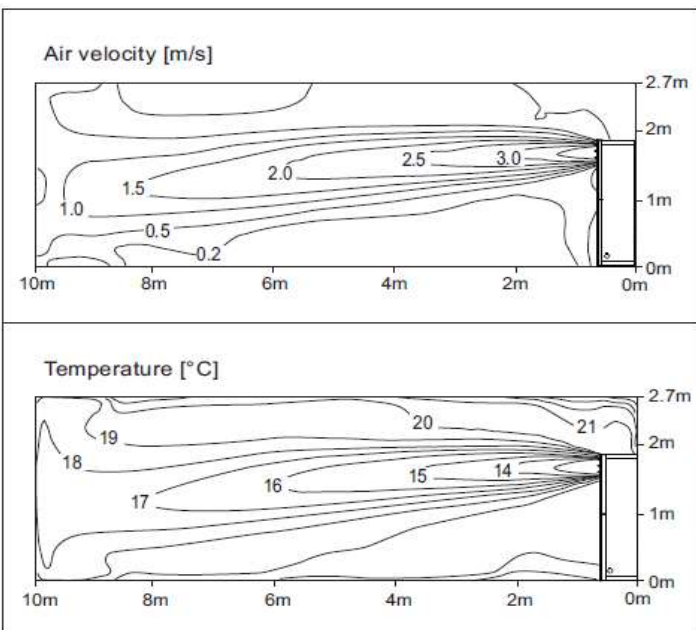 Air velocity [m/s]
2.7m
2m
2.5
3.0
2.0
1.5
1.0
1m
0.5
0.2
0m
10m 8m 6m 4m 2m 0m
Temperature [°C]
2.7m
20
21
19
2m
18
14
15
16
17
1m
0m
10m 8m 6m 4m 2m 0m